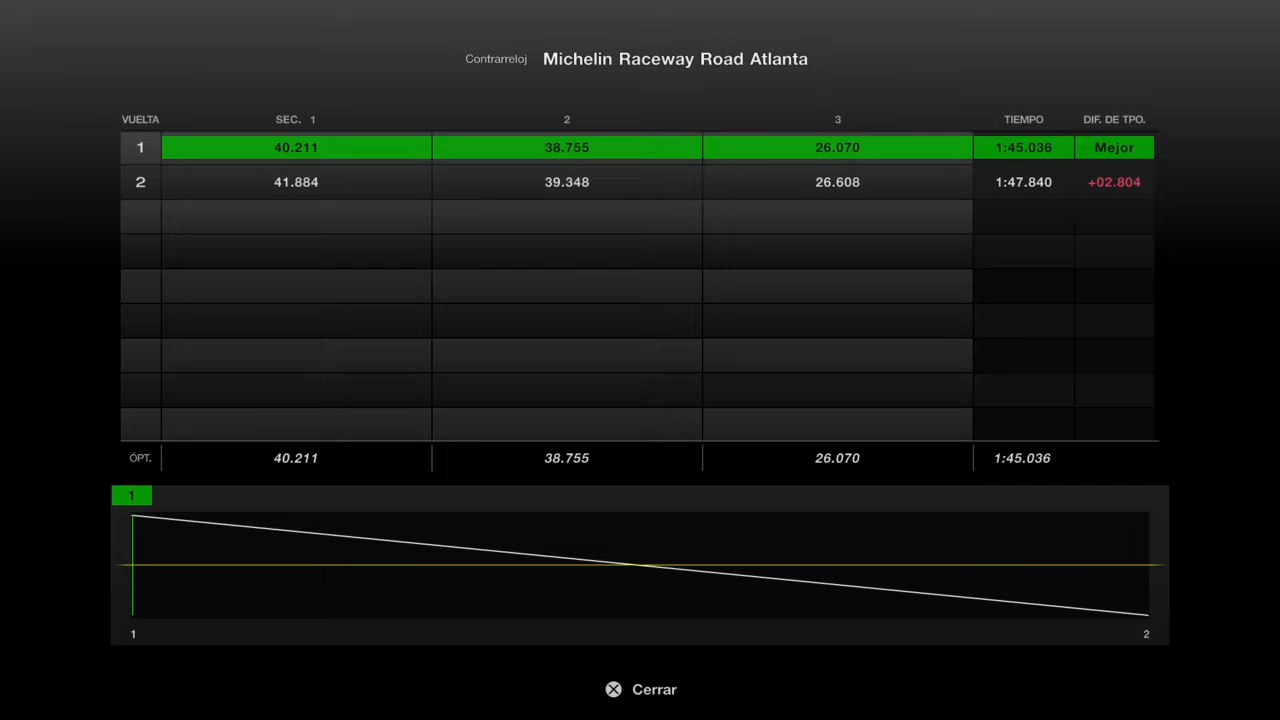 Contrarreloj Michelin Raceway Road Atlanta
VUELTA SEC. 1 2 3 TIEMPO DIF. DE TPO.
1 40.211 38.755 26.070 1:45.036 Mejor
2 41.884 39.348 26.608 1:47.840 +02.804
ÓPT. 40.211 38.755 26.070 1:45.036
1
1 2
Cerrar